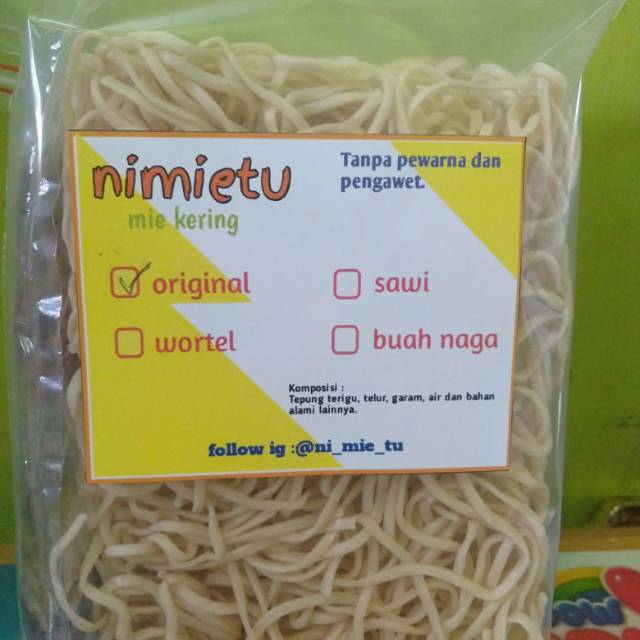 nimietu
mie kering
Tanpa pewarna dan
pengawet.
original
sawi
wortel
buah naga
Komposisi :
Tepung terigu, telur, garam, air dan bahan
alami lainnya.
follow ig :@ni_mie_tu